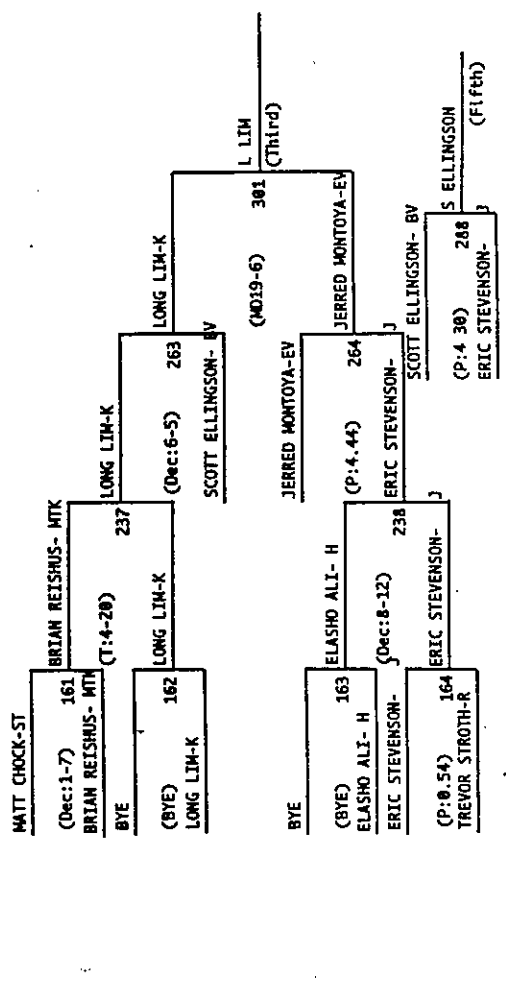 MATT CHOCK-ST
(Dec:1-7) 161
BRIAN REISHUS- MTK
BYE
(BYE) 162
LONG LIM-K
BYE
(BYE) 163
ELASHO ALI- H
ERIC STEVENSON- J
(P:0.54) 164
TREVOR STROTH-R
BRIAN REISHUS- MTK
(T:4-20) 237
LONG LIM-K
ELASHO ALI- H
(Dec:8-12) 238
ERIC STEVENSON- J
LONG LIM-K
(Dec:6-5) 263
SCOTT ELLINGSON- BV
JERRED MONTOYA-EV
(P:4.44) 264
ERIC STEVENSON- J
LONG LIM-K
(MD19-6) 301
JERRED MONTOYA-EV
L LIM
(Third)
SCOTT ELLINGSON- BV
(P:4 30) 288
ERIC STEVENSON- J
S ELLINGSON
(Fifth)